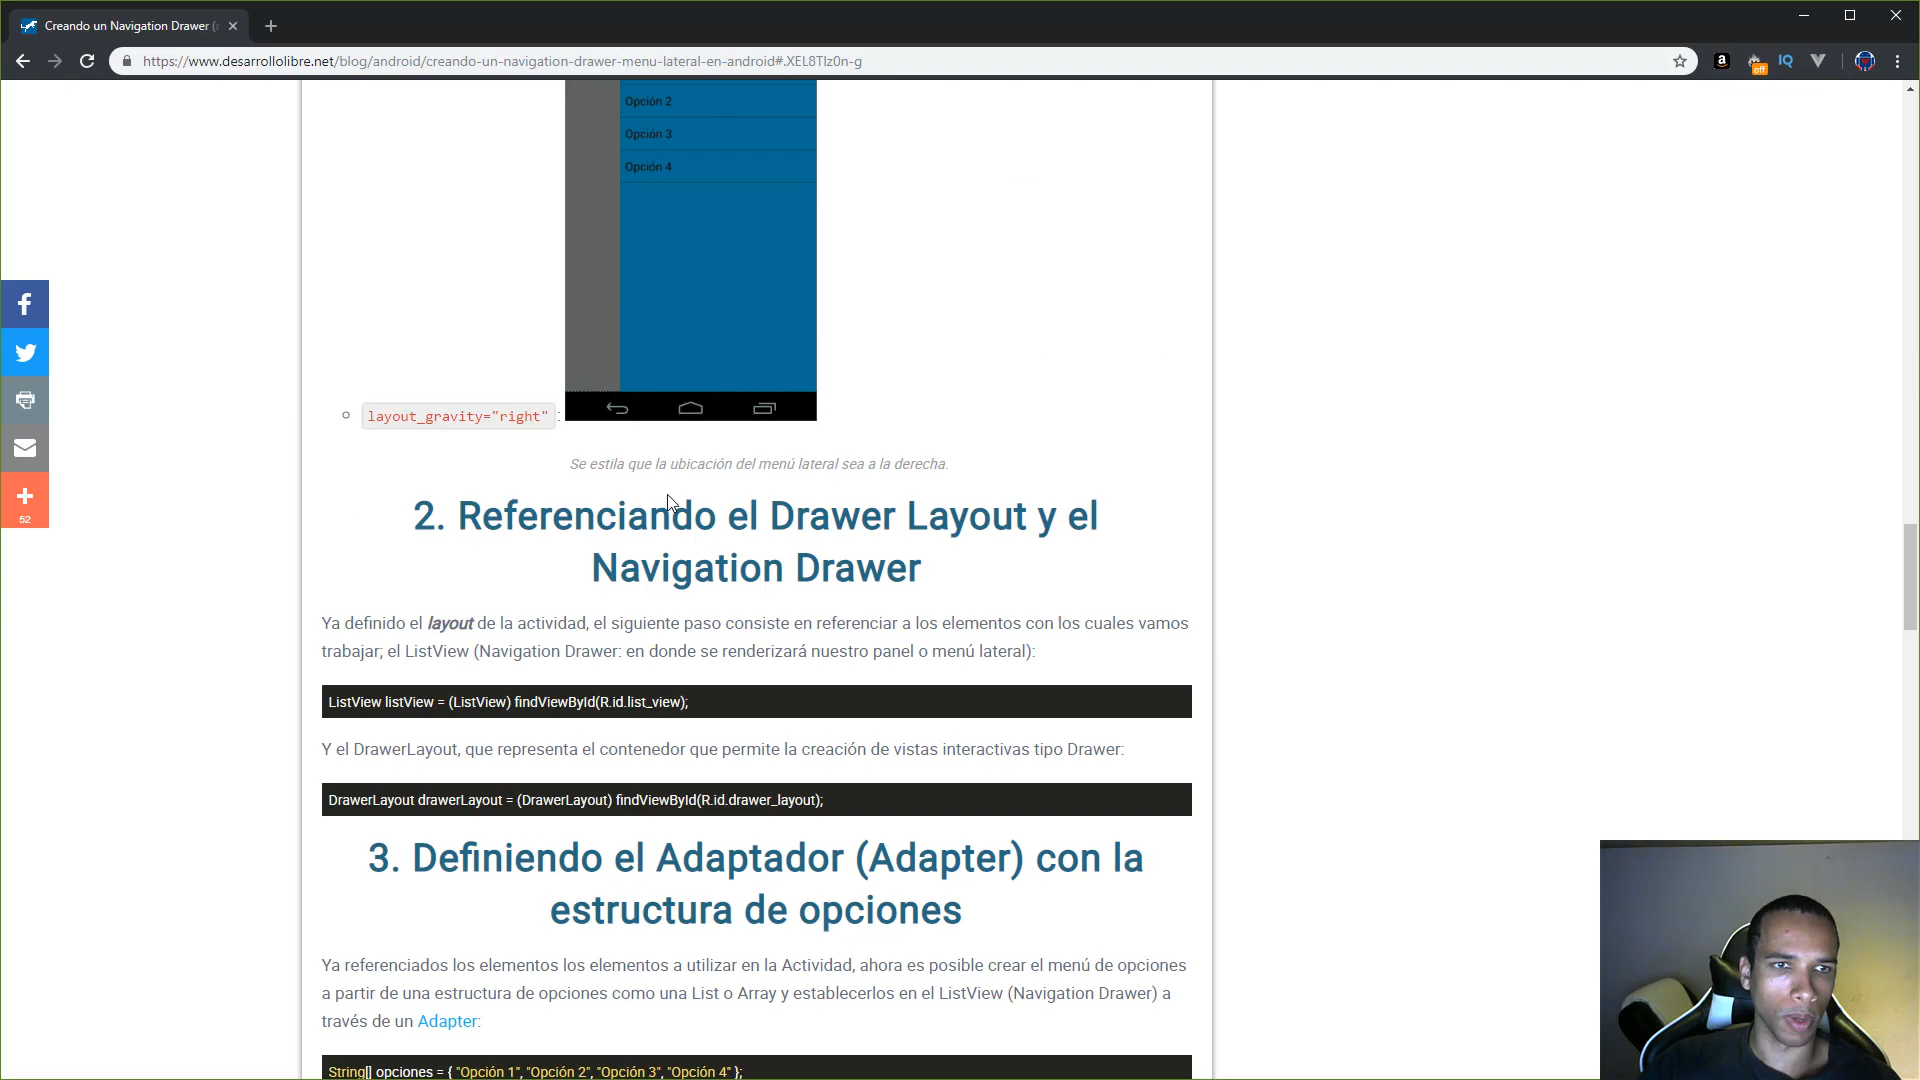 Creando un Navigation Drawer (
https://www.desarrollolibre.net/blog/android/creando-un-navigation-drawer-menu-lateral-en-android#.XEL8TIz0n-g
off
IQ
Opción 2
Opción 3
Opción 4
layout_gravity="right" :
52
Se estila que la ubicación del menú lateral sea a la derecha.
2. Referenciando el Drawer Layout y el
Navigation Drawer
Ya definido el layout de la actividad, el siguiente paso consiste en referenciar a los elementos con los cuales vamos
trabajar; el ListView (Navigation Drawer: en donde se renderizará nuestro panel o menú lateral):
ListView listView = (ListView) findViewById(R.id.list_view);
Y el DrawerLayout, que representa el contenedor que permite la creación de vistas interactivas tipo Drawer:
DrawerLayout drawerLayout = (DrawerLayout) findViewById(R.id.drawer_layout);
3. Definiendo el Adaptador (Adapter) con la
estructura de opciones
Ya referenciados los elementos los elementos a utilizar en la Actividad, ahora es posible crear el menú de opciones
a partir de una estructura de opciones como una List o Array y establecerlos en el ListView (Navigation Drawer) a
través de un Adapter:
String[] opciones = { "Opción 1", "Opción 2", "Opción 3", "Opción 4" };